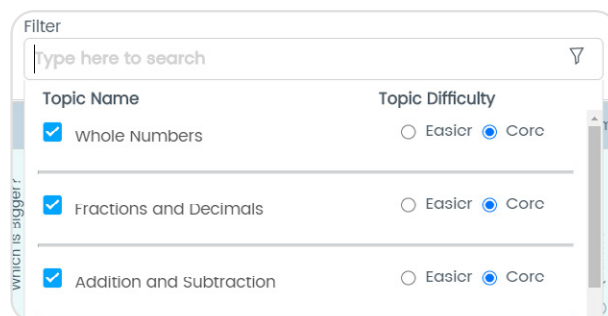 Filter
Type here to search
Topic Name Topic Difficulty
Whole Numbers Easier Core
Fractions and Decimals Easier Core
Addition and Subtraction Easier Core
Which is Bigger?